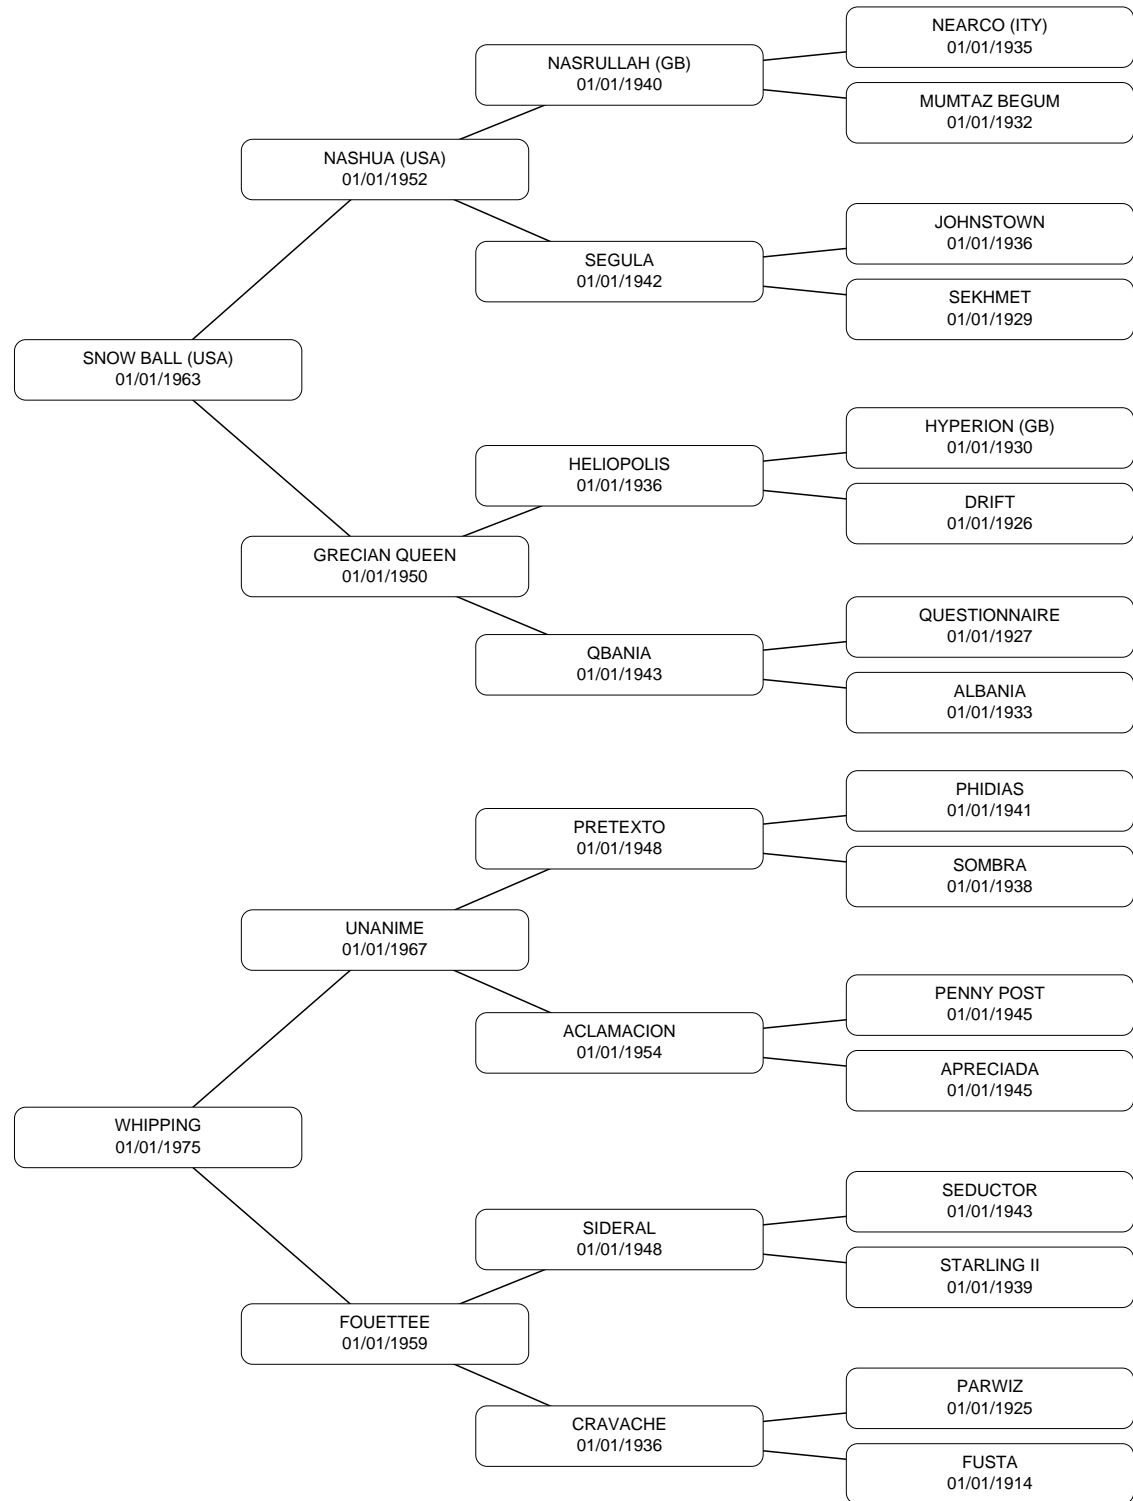 NEARCO (ITY)
01/01/1935
NASRULLAH (GB)
01/01/1940
MUMTAZ BEGUM
01/01/1932
NASHUA (USA)
01/01/1952
JOHNSTOWN
01/01/1936
SEGULA
01/01/1942
SEKHMET
01/01/1929
SNOW BALL (USA)
01/01/1963
HYPERION (GB)
01/01/1930
HELIOPOLIS
01/01/1936
DRIFT
01/01/1926
GRECIAN QUEEN
01/01/1950
QUESTIONNAIRE
01/01/1927
QBANIA
01/01/1943
ALBANIA
01/01/1933
PHIDIAS
01/01/1941
PRETEXTO
01/01/1948
SOMBRA
01/01/1938
UNANIME
01/01/1967
PENNY POST
01/01/1945
ACLAMACION
01/01/1954
APRECIADA
01/01/1945
WHIPPING
01/01/1975
SEDUCTOR
01/01/1943
SIDERAL
01/01/1948
STARLING II
01/01/1939
FOUETTEE
01/01/1959
PARWIZ
01/01/1925
CRAVACHE
01/01/1936
FUSTA
01/01/1914